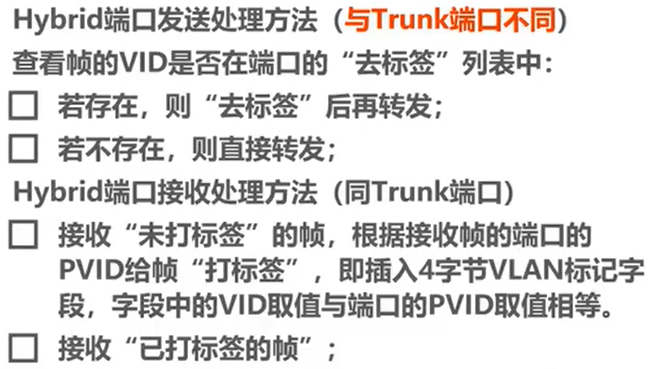 Hybrid端口发送处理方法（与Trunk端口不同）
查看帧的VID是否在端口的“去标签”列表中：
□ 若存在，则“去标签”后再转发；
□ 若不存在，则直接转发；
Hybrid端口接收处理方法（同Trunk端口）
□ 接收“未打标签”的帧，根据接收帧的端口的
PVID给帧“打标签”，即插入4字节VLAN标记字
段，字段中的VID取值与端口的PVID取值相等。
□ 接收“已打标签的帧”；